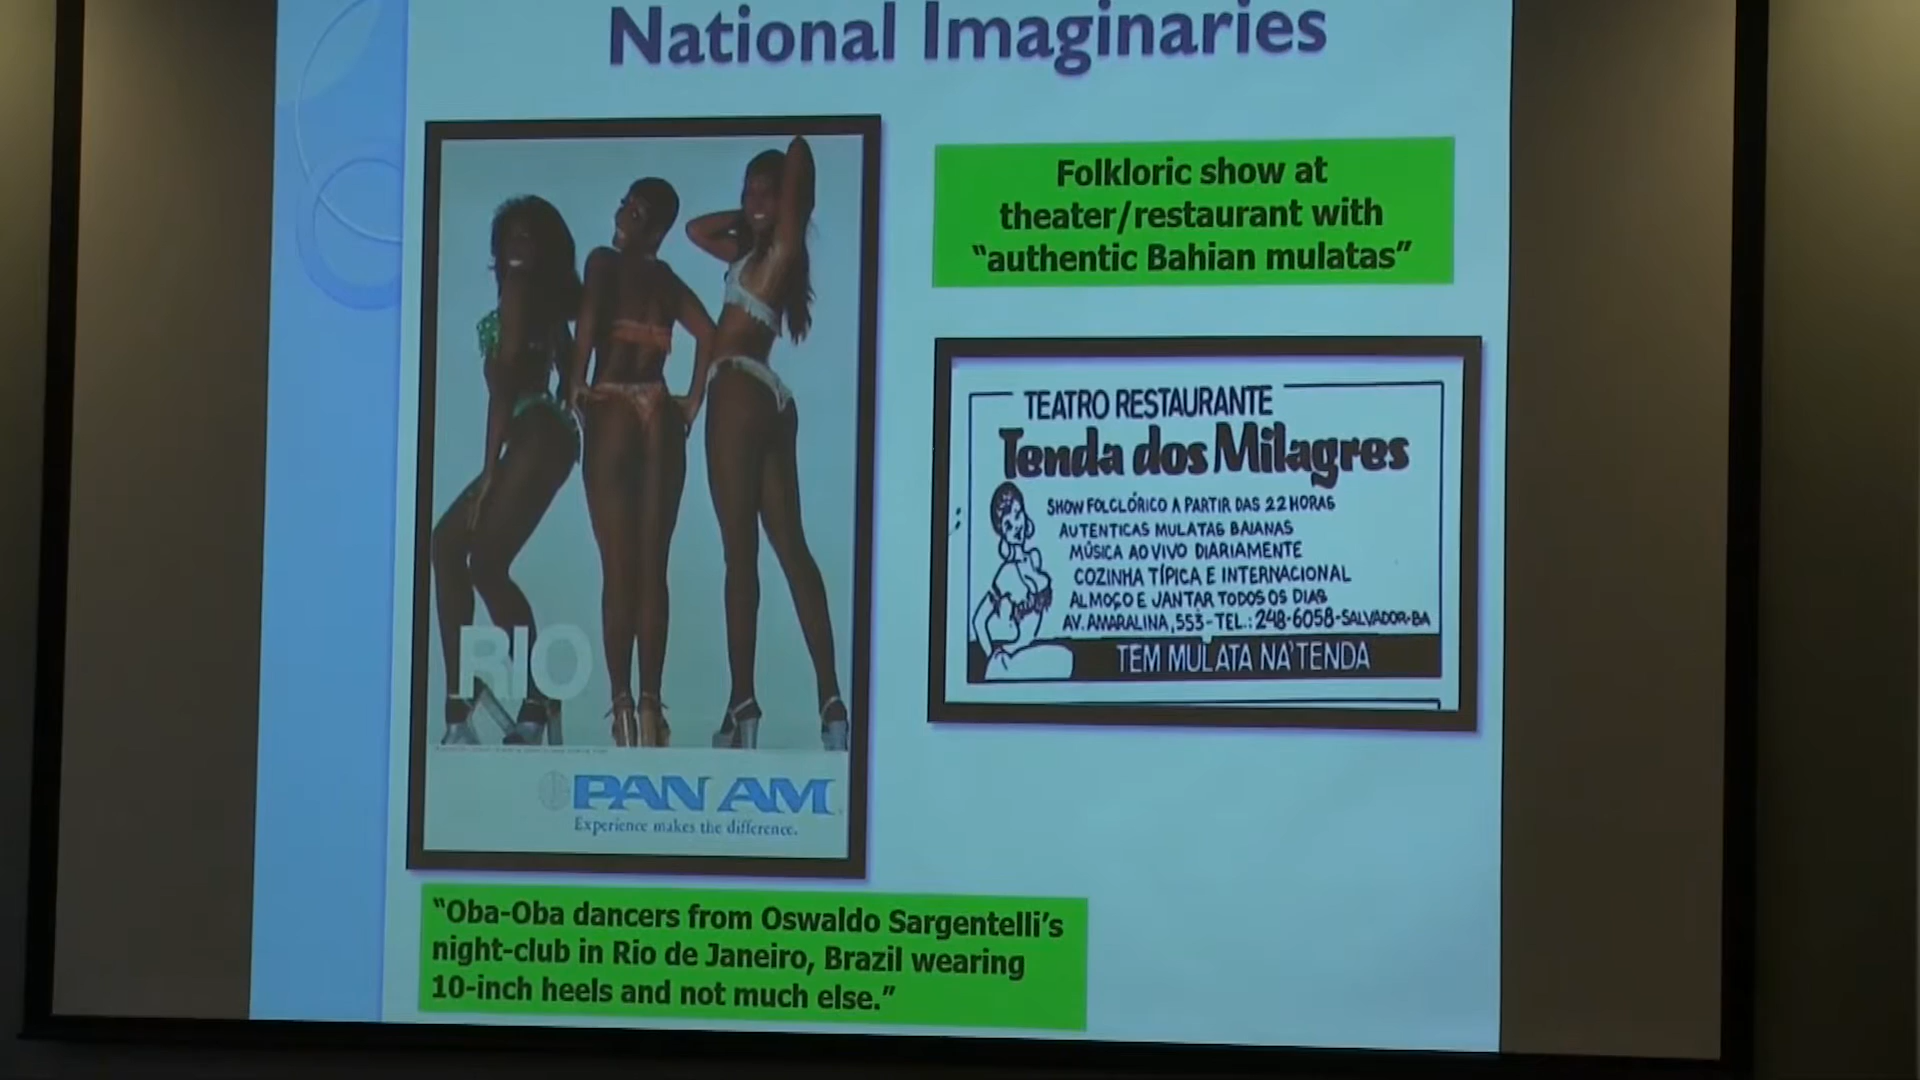 National Imaginaries
RIO
PAN AM
Experience makes the difference.
"Oba-Oba dancers from Oswaldo Sargentelli's
night-club in Rio de Janeiro, Brazil wearing
10-inch heels and not much else."
Folkloric show at
theater/restaurant with
"authentic Bahian mulatas"
TEATRO RESTAURANTE
Tenda dos Milagres
SHOW FOLCLÓRICO A PARTIR DAS 22 HORAS
AUTENTICAS MULATAS BAIANAS
MÚSICA AO VIVO DIARIAMENTE
COZINHA TÍPICA E INTERNACIONAL
ALMOÇO E JANTAR TODOS OS DIAS
AV. AMARALINA, 553-TEL.: 248-6058-SALVADOR-BA
TEM MULATA NA TENDA